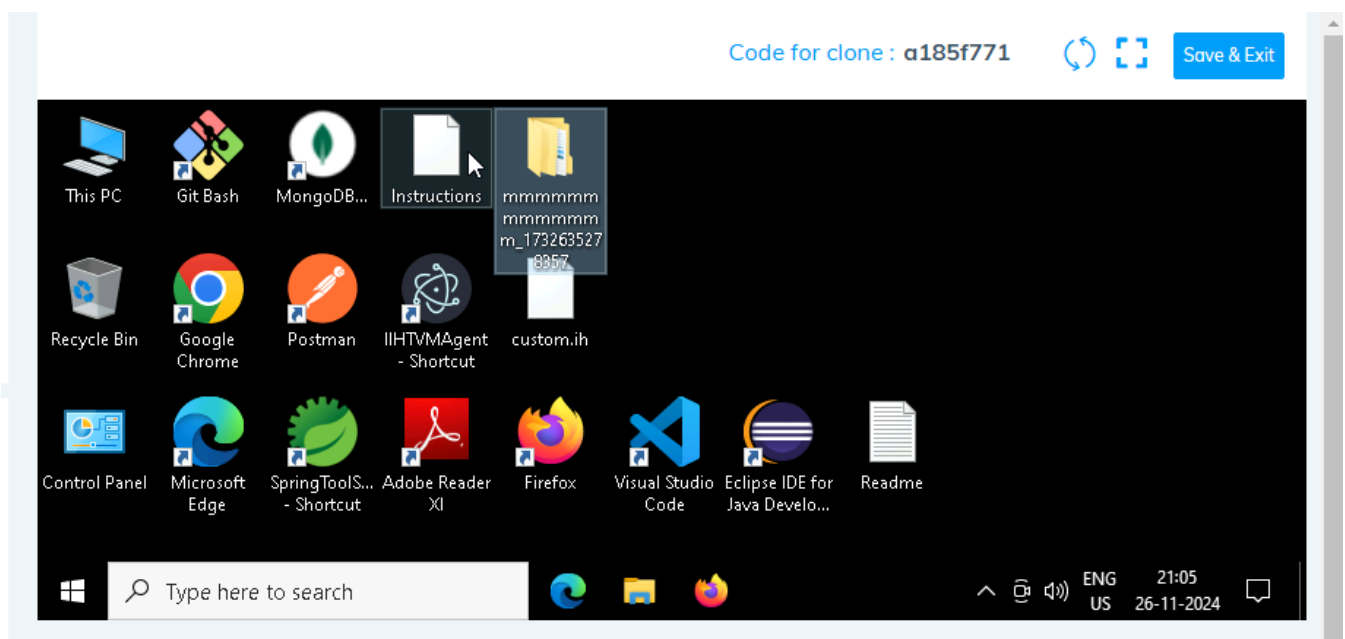 Code for clone : a185f771
Save & Exit
This PC
Git Bash
MongoDB...
Instructions
mmmmmm
mmmmmm
m_173263527
8357
Recycle Bin
Google
Chrome
Postman
IIHTVMAgent
- Shortcut
custom.ih
Control Panel
Microsoft
Edge
SpringToolS...
- Shortcut
Adobe Reader
XI
Firefox
Visual Studio
Code
Eclipse IDE for
Java Develo...
Readme
Type here to search
ENG
US
21:05
26-11-2024